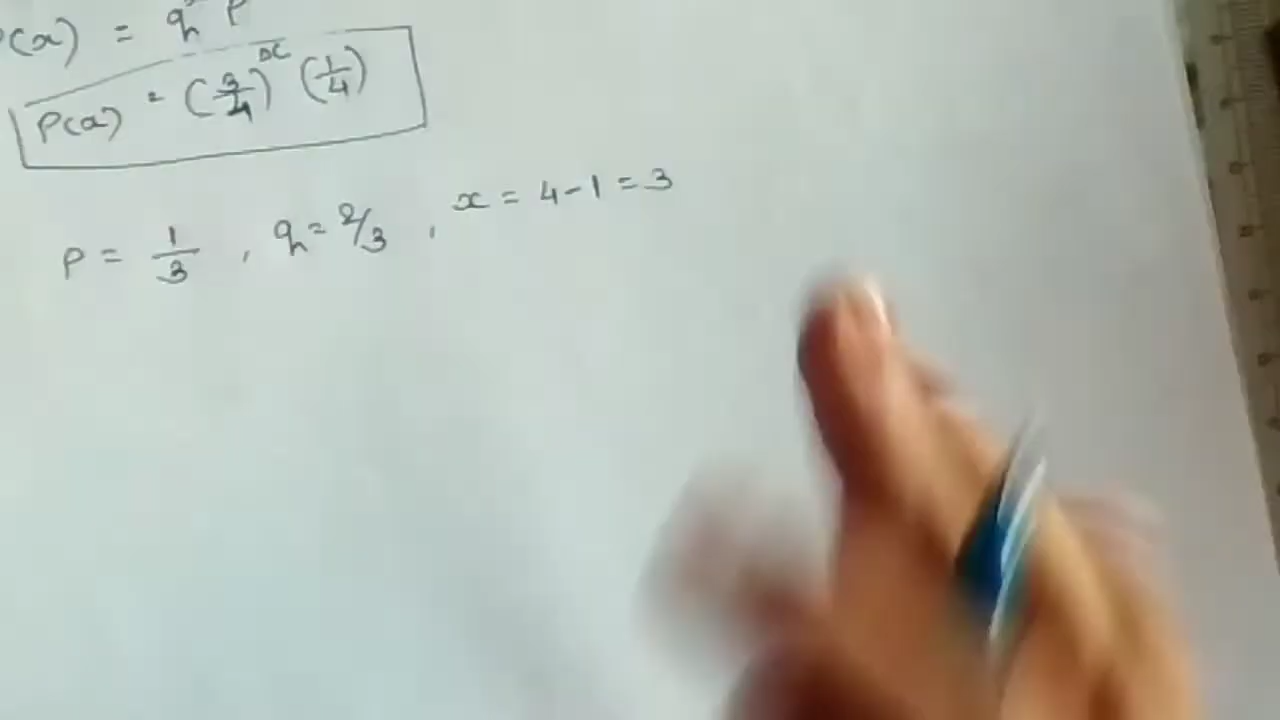 (x) = q^x p
P(x) = (3/4)^x (1/4)
p = 1/3 , q = 2/3 , x = 4-1 = 3